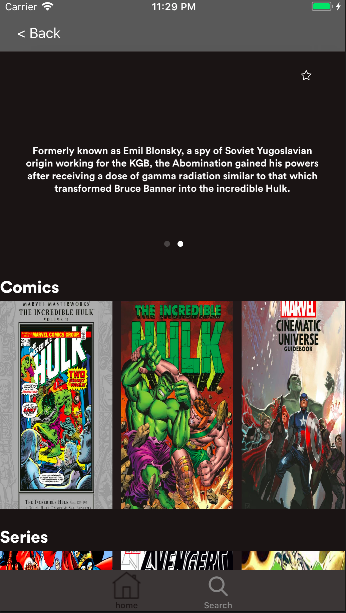 Carrier 11:29 PM
< Back
Formerly known as Emil Blonsky, a spy of Soviet Yugoslavian
origin working for the KGB, the Abomination gained his powers
after receiving a dose of gamma radiation similar to that which
transformed Bruce Banner into the incredible Hulk.
Comics
MARVEL MASTERWORKS
THE INCREDIBLE HULK
MARVEL COMICS GROUP
HULK
THE INCREDIBLE HULK
THE INCREDIBLE
HULK
MARVEL
CINEMATIC
UNIVERSE
GUIDEBOOK
Series
AVENGERS
home
Search